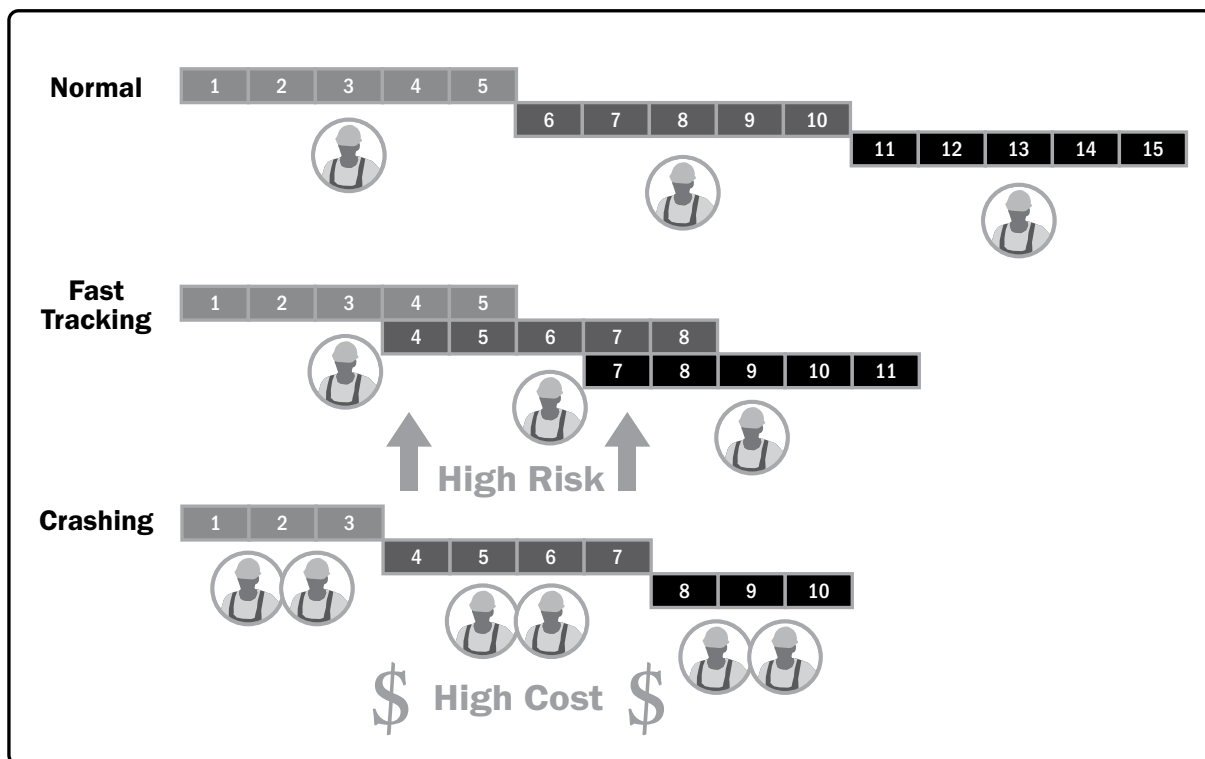 Normal
1 2 3 4 5
6 7 8 9 10
11 12 13 14 15
Fast
Tracking
1 2 3 4 5
4 5 6 7 8
7 8 9 10 11
High Risk
Crashing
1 2 3
4 5 6 7
8 9 10
$ High Cost $